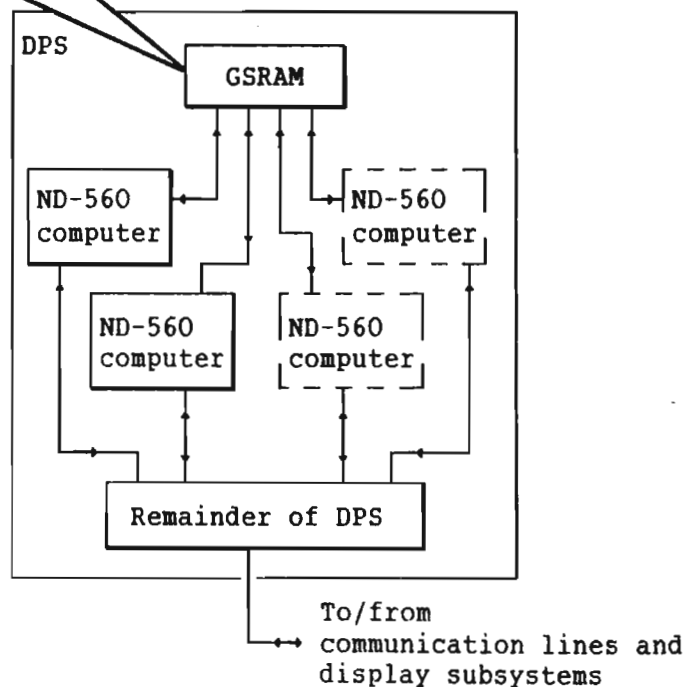 DPS
GSRAM
ND-560
computer
ND-560
computer
ND-560
computer
ND-560
computer
Remainder of DPS
To/from
communication lines and
display subsystems